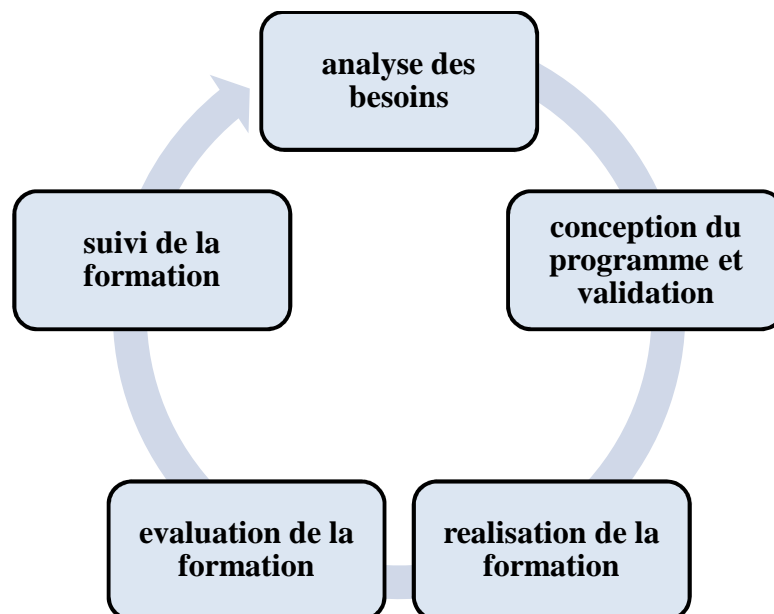 analyse des
besoins
conception du
programme et
validation
realisation de la
formation
evaluation de la
formation
suivi de la
formation